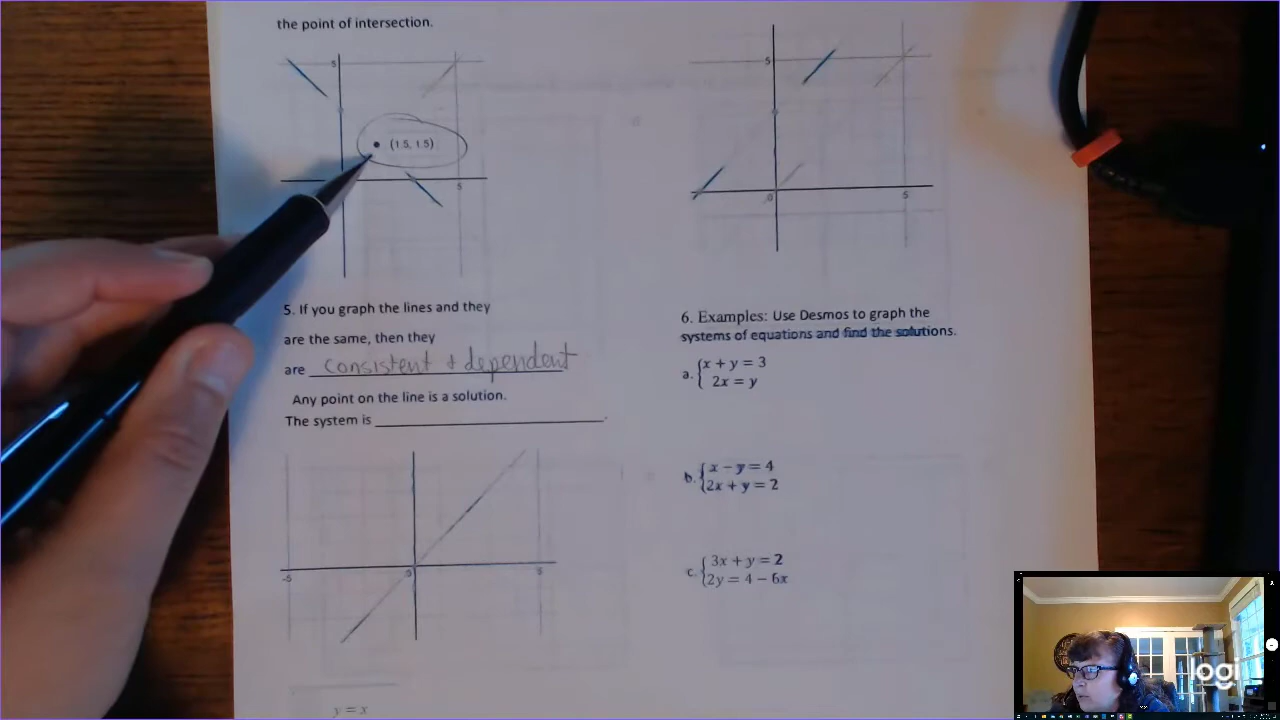 the point of intersection.
5
(1.5, 1.5)
5
5
0
5
5. If you graph the lines and they
are the same, then they
are consistent + dependent
Any point on the line is a solution.
The system is
-5
5
y = x
6. Examples: Use Desmos to graph the
systems of equations and find the solutions.
a. { x + y = 3
2x = y
b. { x − y = 4
2x + y = 2
c. { 3x + y = 2
2y = 4 − 6x
logi